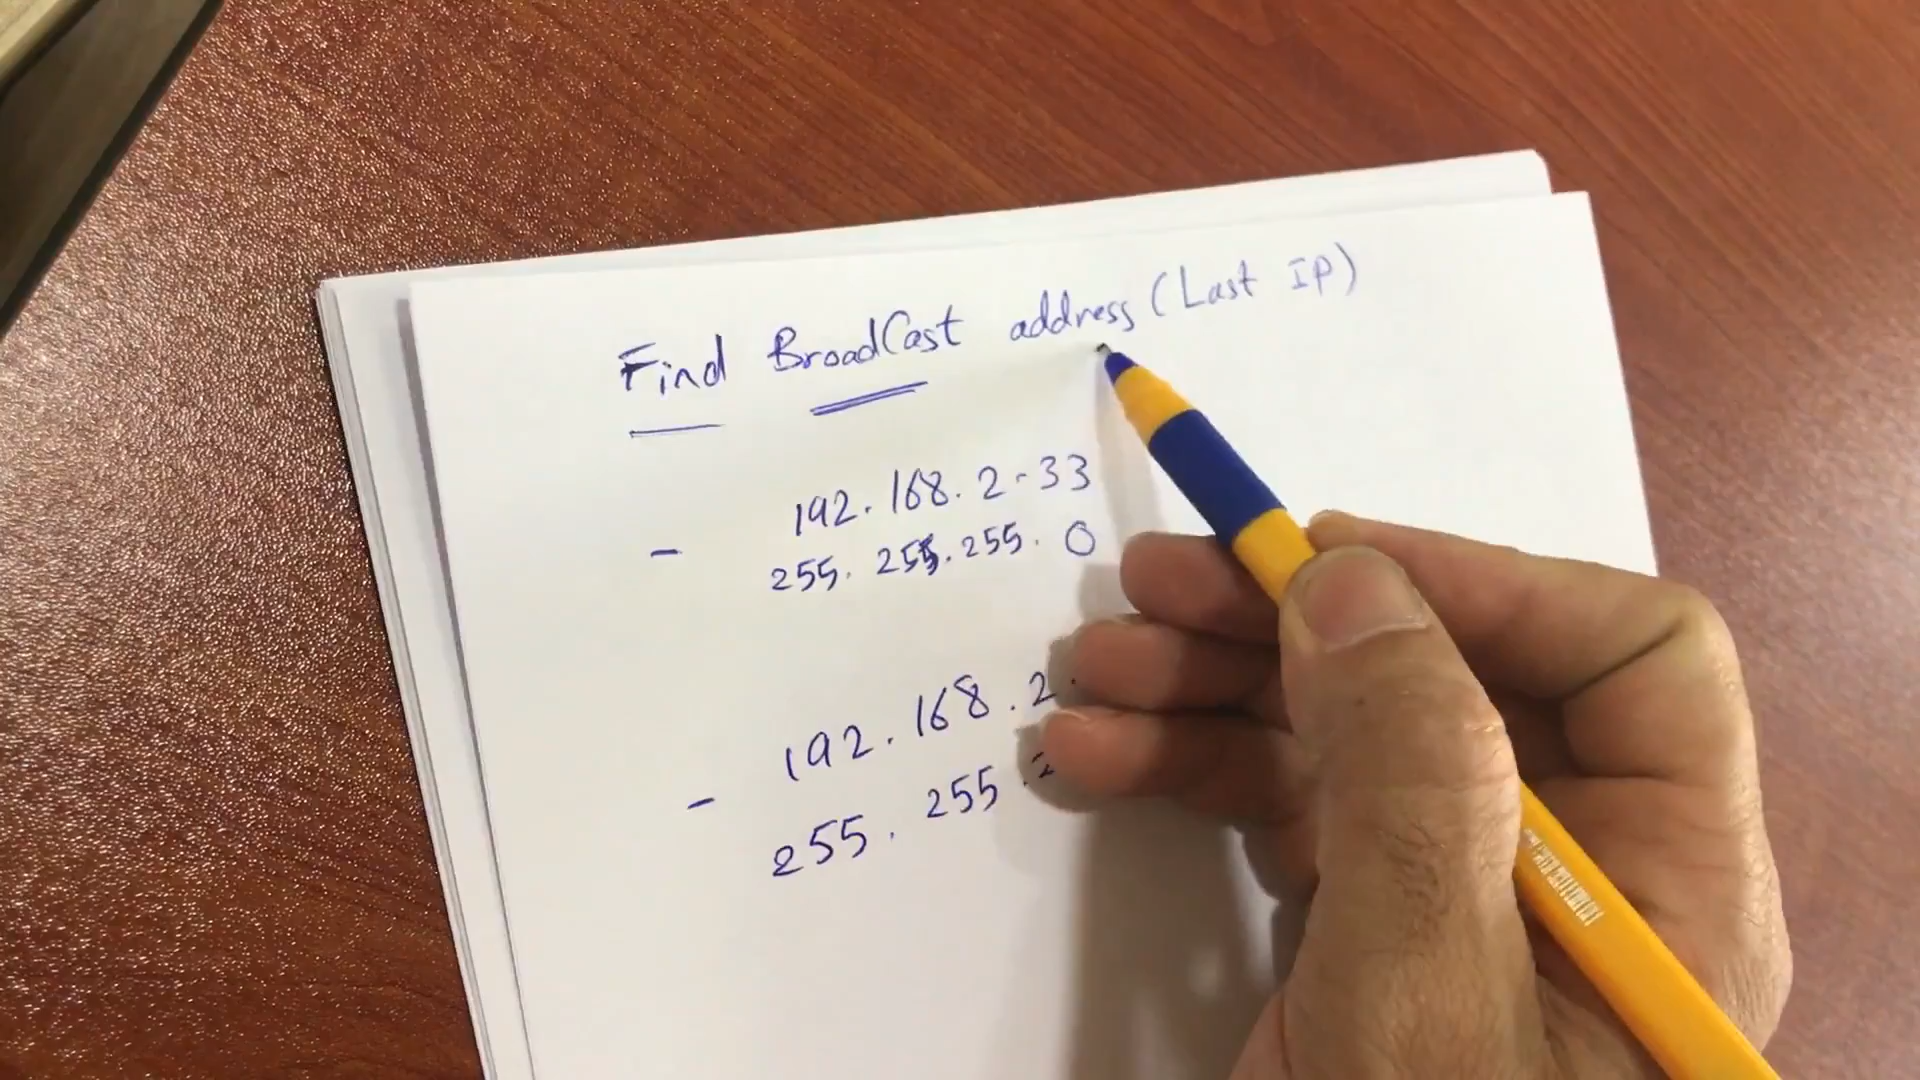 Find BroadCast address (Last IP)
- 192.168.2.33
255.255.255.0
- 192.168.2.
255.255.